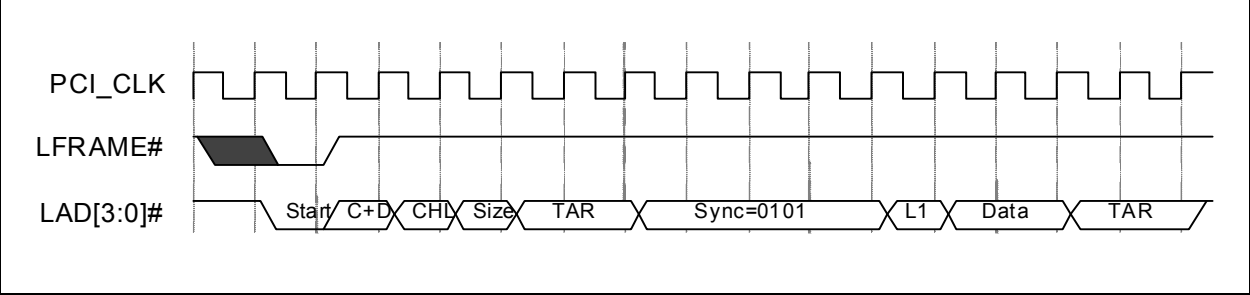 PCI_CLK
LFRAME#
LAD[3:0]# Start C+D CHL Size TAR Sync=0101 L1 Data TAR